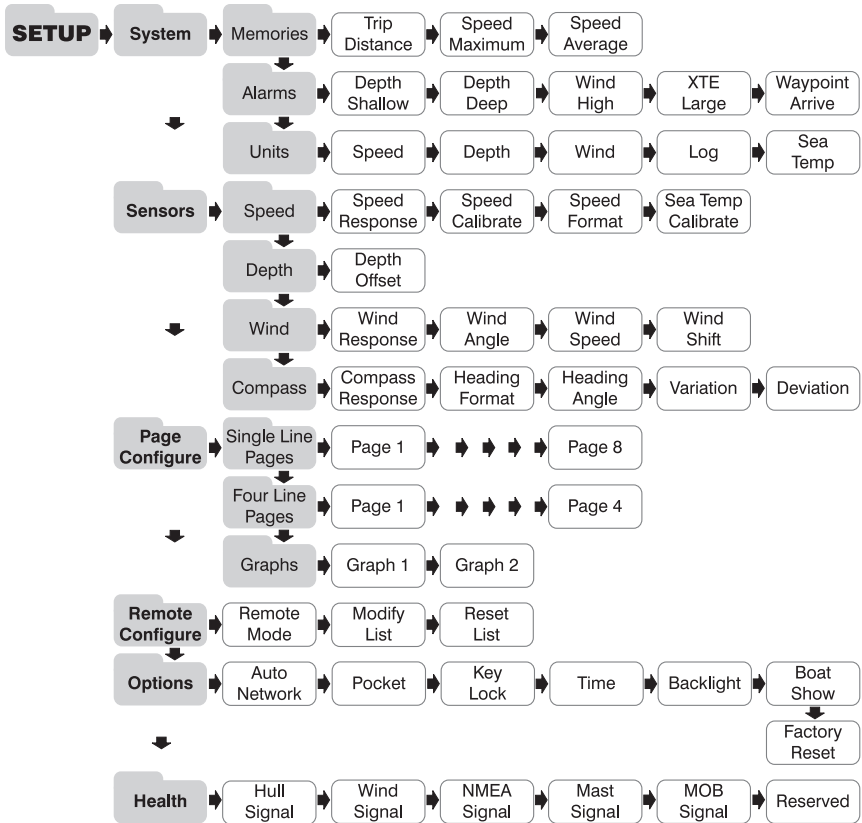 SETUP
System
Memories
Trip
Distance
Speed
Maximum
Speed
Average
Alarms
Depth
Shallow
Depth
Deep
Wind
High
XTE
Large
Waypoint
Arrive
Units
Speed
Depth
Wind
Log
Sea
Temp
Sensors
Speed
Speed
Response
Speed
Calibrate
Speed
Format
Sea Temp
Calibrate
Depth
Depth
Offset
Wind
Wind
Response
Wind
Angle
Wind
Speed
Wind
Shift
Compass
Compass
Response
Heading
Format
Heading
Angle
Variation
Deviation
Page
Configure
Single Line
Pages
Page 1
Page 8
Four Line
Pages
Page 1
Page 4
Graphs
Graph 1
Graph 2
Remote
Configure
Remote
Mode
Modify
List
Reset
List
Options
Auto
Network
Pocket
Key
Lock
Time
Backlight
Boat
Show
Factory
Reset
Health
Hull
Signal
Wind
Signal
NMEA
Signal
Mast
Signal
MOB
Signal
Reserved